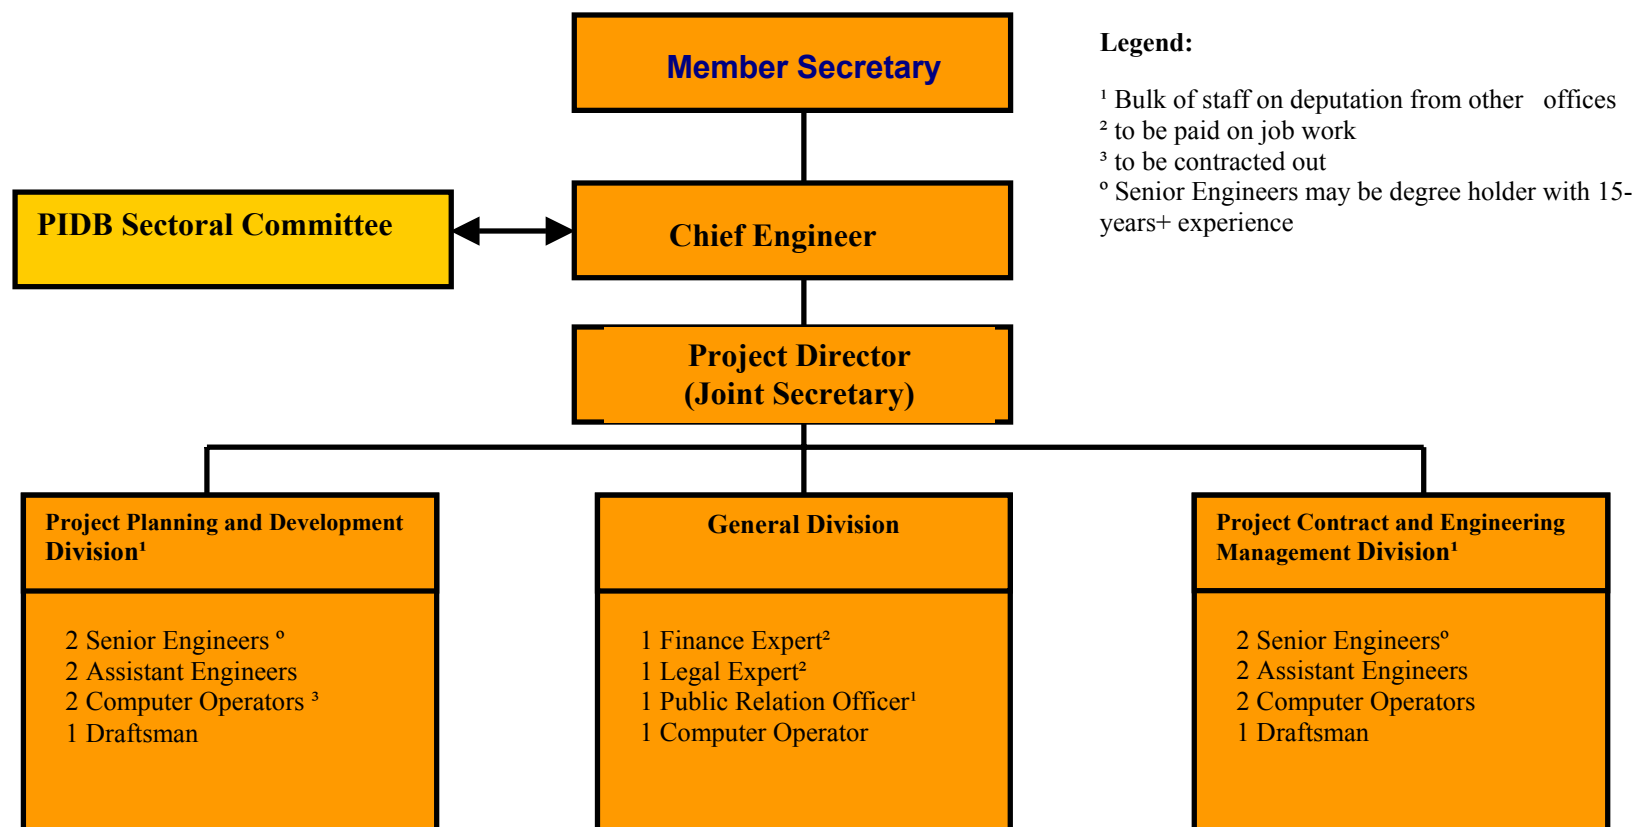 Member Secretary
Legend:
¹ Bulk of staff on deputation from other offices
² to be paid on job work
³ to be contracted out
º Senior Engineers may be degree holder with 15-
years+ experience
PIDB Sectoral Committee
Chief Engineer
Project Director
(Joint Secretary)
Project Planning and Development
Division¹
2 Senior Engineers º
2 Assistant Engineers
2 Computer Operators ³
1 Draftsman
General Division
1 Finance Expert²
1 Legal Expert²
1 Public Relation Officer¹
1 Computer Operator
Project Contract and Engineering
Management Division¹
2 Senior Engineersº
2 Assistant Engineers
2 Computer Operators
1 Draftsman